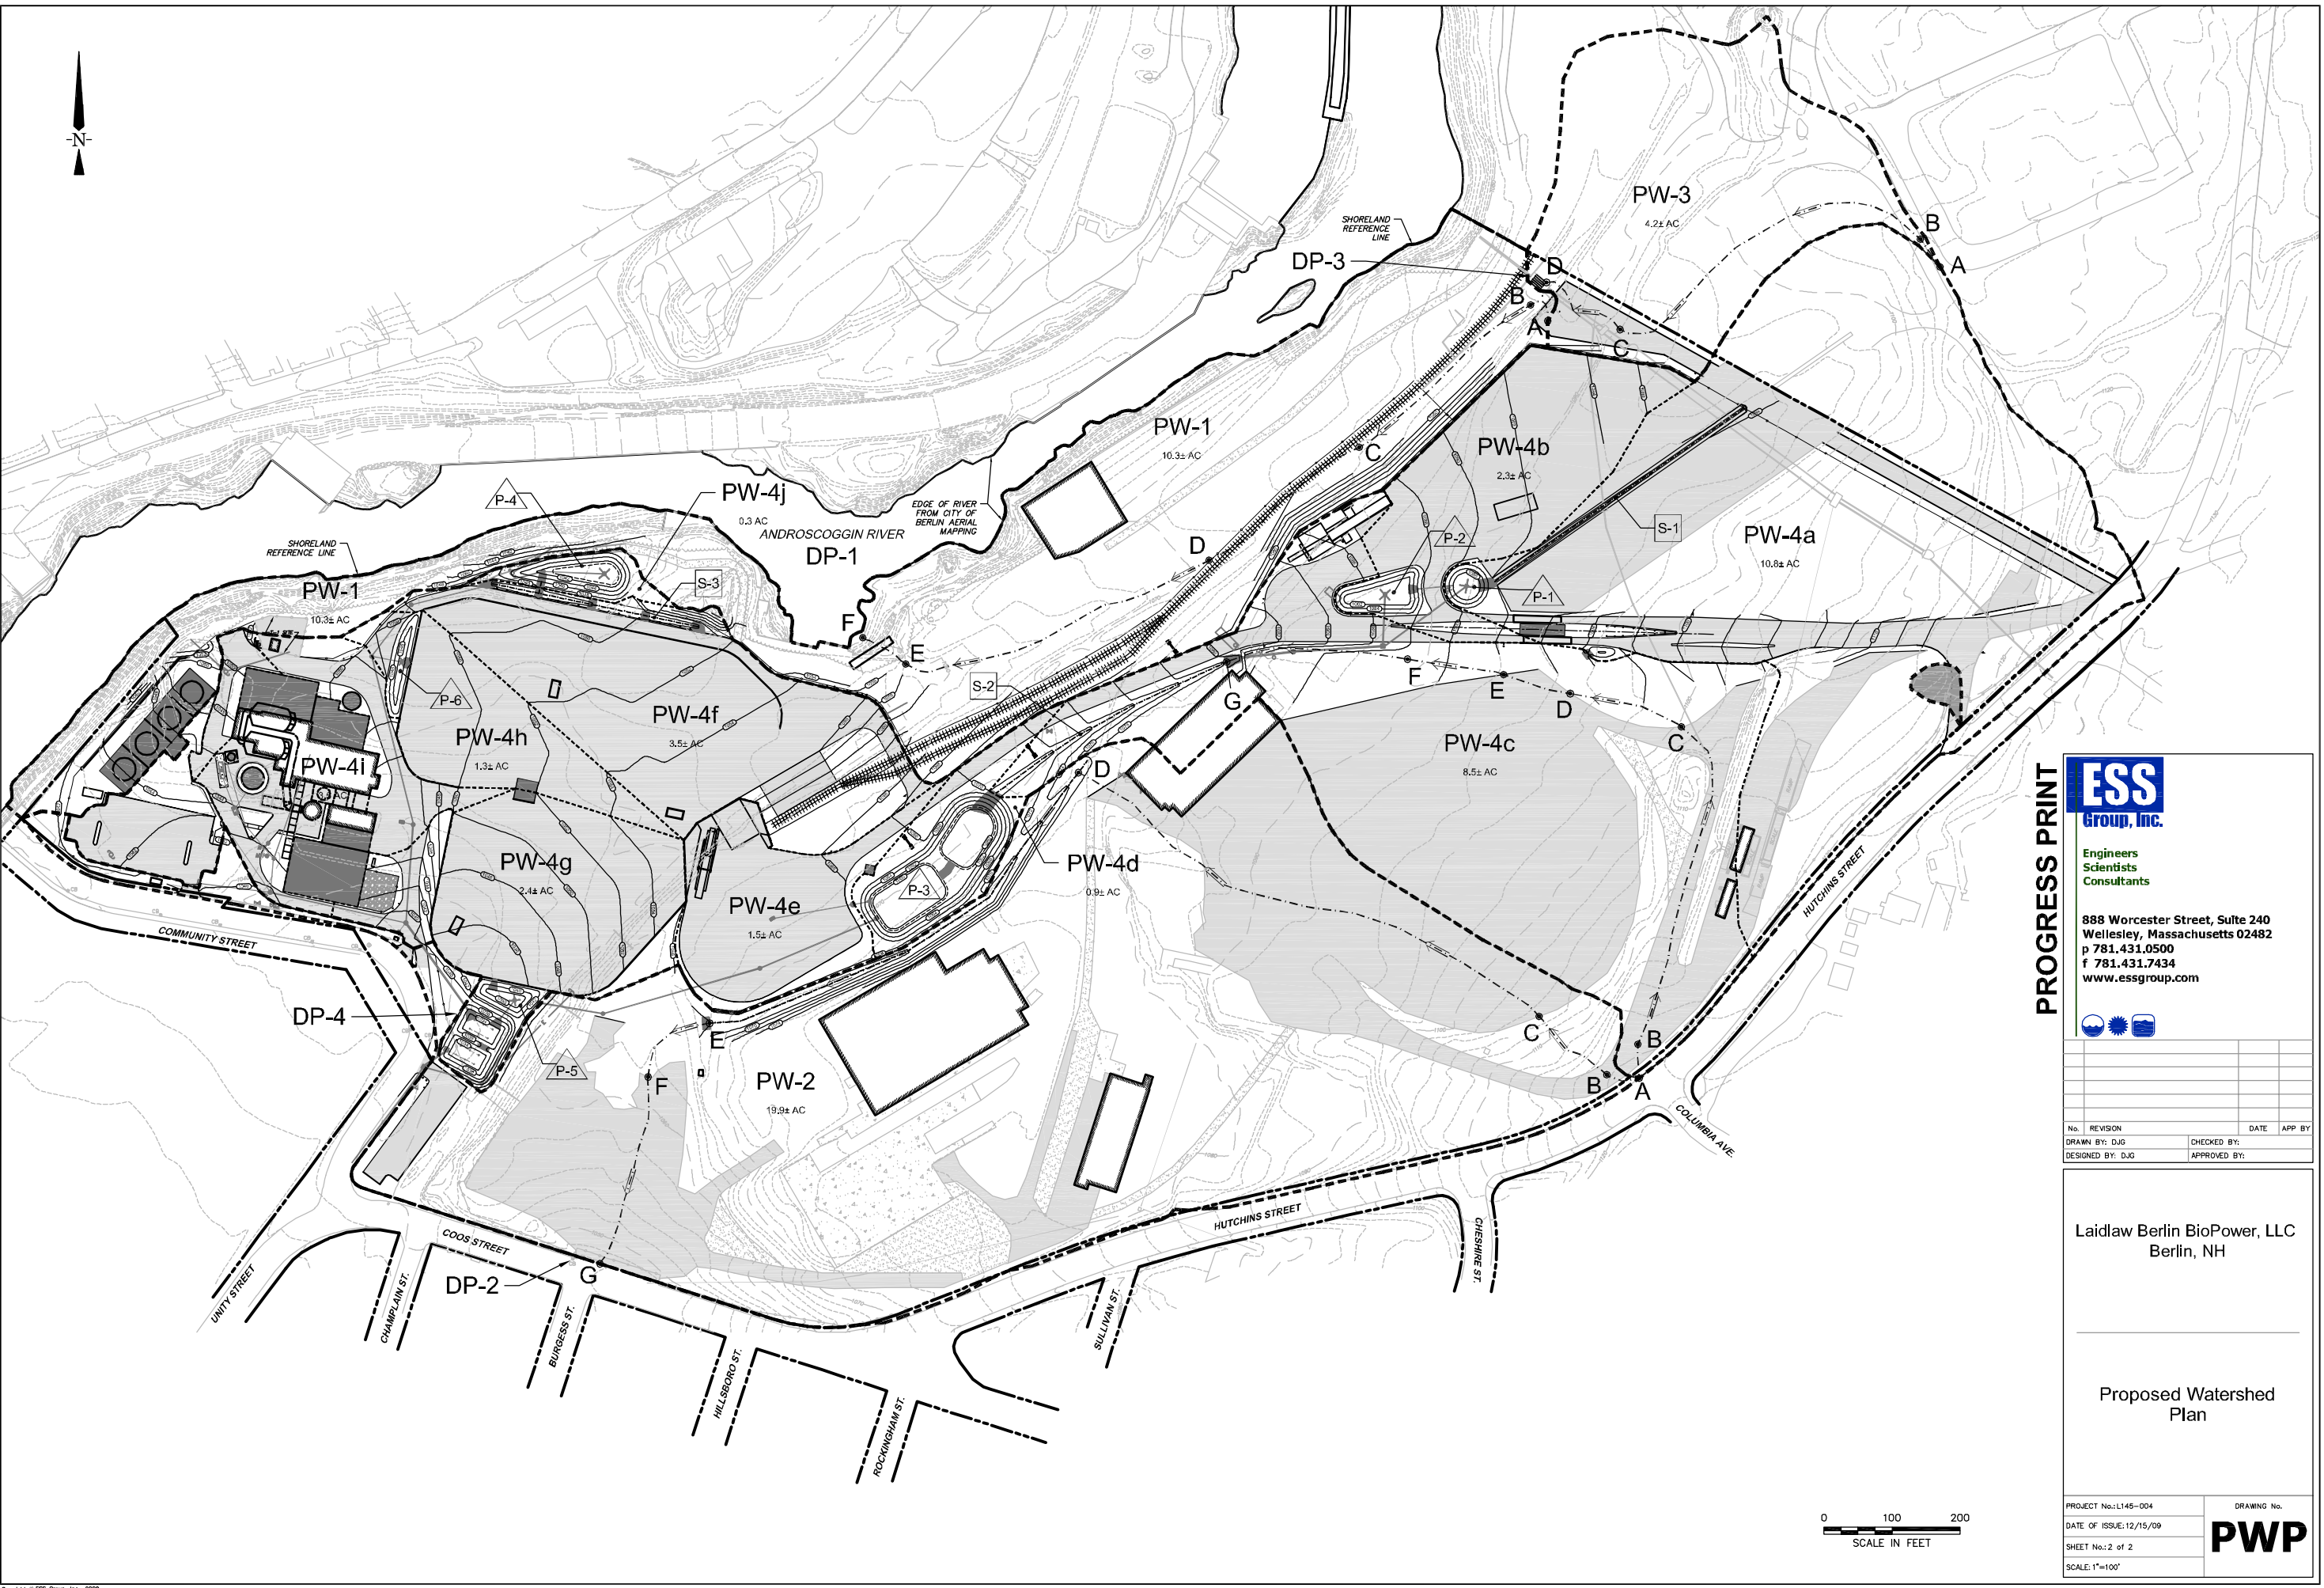 -N-
PW-3
4.2± AC
SHORELAND
REFERENCE
LINE
DP-3
B
A
D
B
A
C
PW-1
10.3± AC
C
PW-4b
2.3± AC
P-4
PW-4j
0.3 AC
ANDROSCOGGIN RIVER
DP-1
EDGE OF RIVER
FROM CITY OF
BERLIN AERIAL
MAPPING
S-1
PW-4a
10.8± AC
P-2
P-1
D
SHORELAND
REFERENCE LINE
PW-1
10.3± AC
S-3
F
E
S-2
F
E
D
G
C
P-6
PW-4f
3.5± AC
PW-4h
1.3± AC
PW-4i
PW-4c
8.5± AC
D
PW-4g
2.4± AC
PW-4e
1.5± AC
P-3
PW-4d
0.9± AC
HUTCHINS STREET
COMMUNITY STREET
DP-4
P-5
E
F
PW-2
19.9± AC
C
B
B
A
COLUMBIA AVE.
HUTCHINS STREET
CHESHIRE ST.
COOS STREET
DP-2
G
UNITY STREET
CHAMPLAIN ST.
BURGESS ST.
HILLSBORO ST.
ROCKINGHAM ST.
SULLIVAN ST.
0 100 200
SCALE IN FEET
PROGRESS PRINT
ESS
Group, Inc.
Engineers
Scientists
Consultants
888 Worcester Street, Suite 240
Wellesley, Massachusetts 02482
p 781.431.0500
f 781.431.7434
www.essgroup.com
No. REVISION DATE APP BY
DRAWN BY: DJG CHECKED BY:
DESIGNED BY: DJG APPROVED BY:
Laidlaw Berlin BioPower, LLC
Berlin, NH
Proposed Watershed
Plan
PROJECT No.: L145-004
DATE OF ISSUE: 12/15/09
SHEET No.: 2 of 2
SCALE: 1"=100'
DRAWING No.
PWP